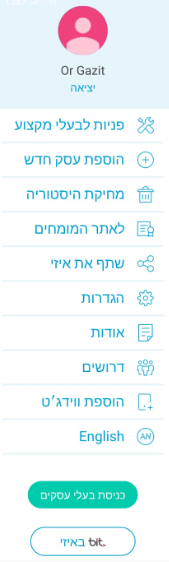 Or Gazit
יציאה
פניות לבעלי מקצוע
הוספת עסק חדש
מחיקת היסטוריה
לאתר המומחים
שתף את איזי
הגדרות
אודות
דרושים
הוספת ווידג׳ט
English
כניסת בעלי עסקים
bit באיזי